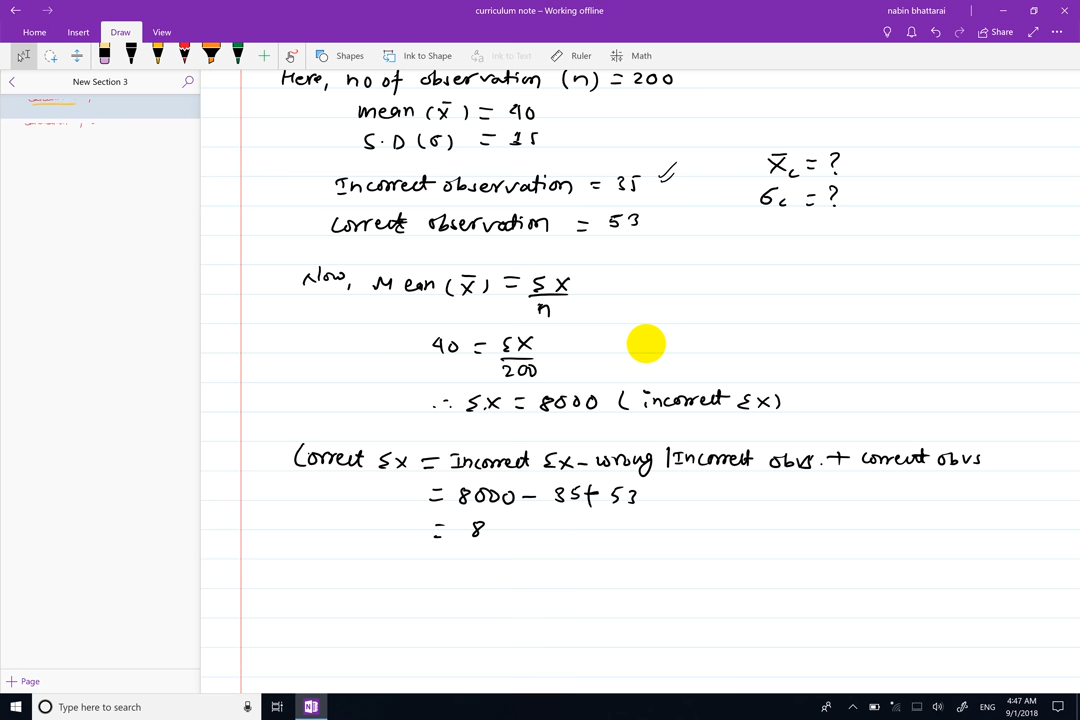 curriculum note – Working offline
nabin bhattarai
Home Insert Draw View
Share
Shapes Ink to Shape Ink to Text Ruler Math
New Section 3
Here, no of observation (n) = 200
mean (x̄) = 40
S.D (σ) = 15
x̄c = ?
Incorrect observation = 35
σc = ?
correct observation = 53
Now, Mean (x̄) = ΣX
n
40 = ΣX
200
∴ ΣX = 8000 (incorrect ΣX)
Correct ΣX = Incorrect ΣX - wrong | Incorrect obvs. + correct obvs
= 8000 - 35 + 53
= 8
+ Page
Type here to search
ENG
4:47 AM
9/1/2018